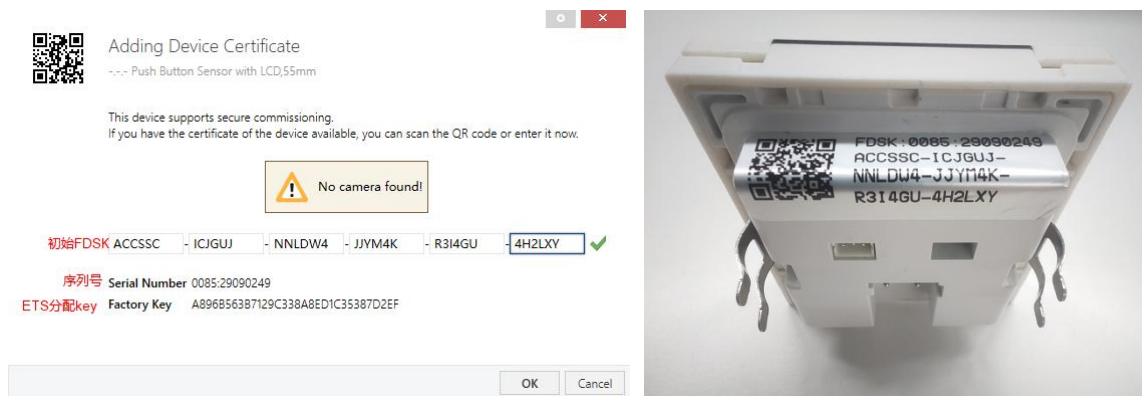 Adding Device Certificate
-.-.- Push Button Sensor with LCD,55mm
This device supports secure commissioning.
If you have the certificate of the device available, you can scan the QR code or enter it now.
No camera found!
初始FDSK ACCSSC - ICJGUJ - NNLDW4 - JJYM4K - R3I4GU - 4H2LXY
序列号 Serial Number 0085:29090249
ETS分配key Factory Key A896B563B7129C338A8ED1C35387D2EF
OK Cancel
FDSK:0085:29090249
ACCSSC-ICJGUJ-
NNLDW4-JJYM4K-
R3I4GU-4H2LXY